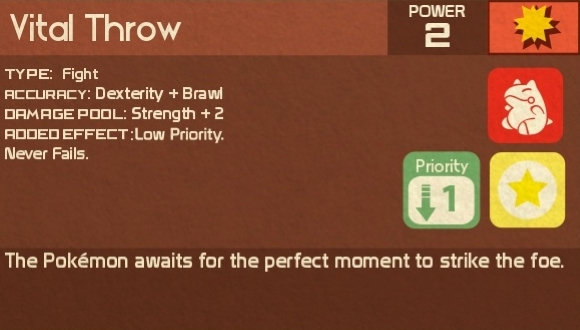 Vital Throw
POWER
2
TYPE: Fight
ACCURACY: Dexterity + Brawl
DAMAGE POOL: Strength + 2
ADDED EFFECT:Low Priority.
Never Fails.
Priority
1
The Pokémon awaits for the perfect moment to strike the foe.